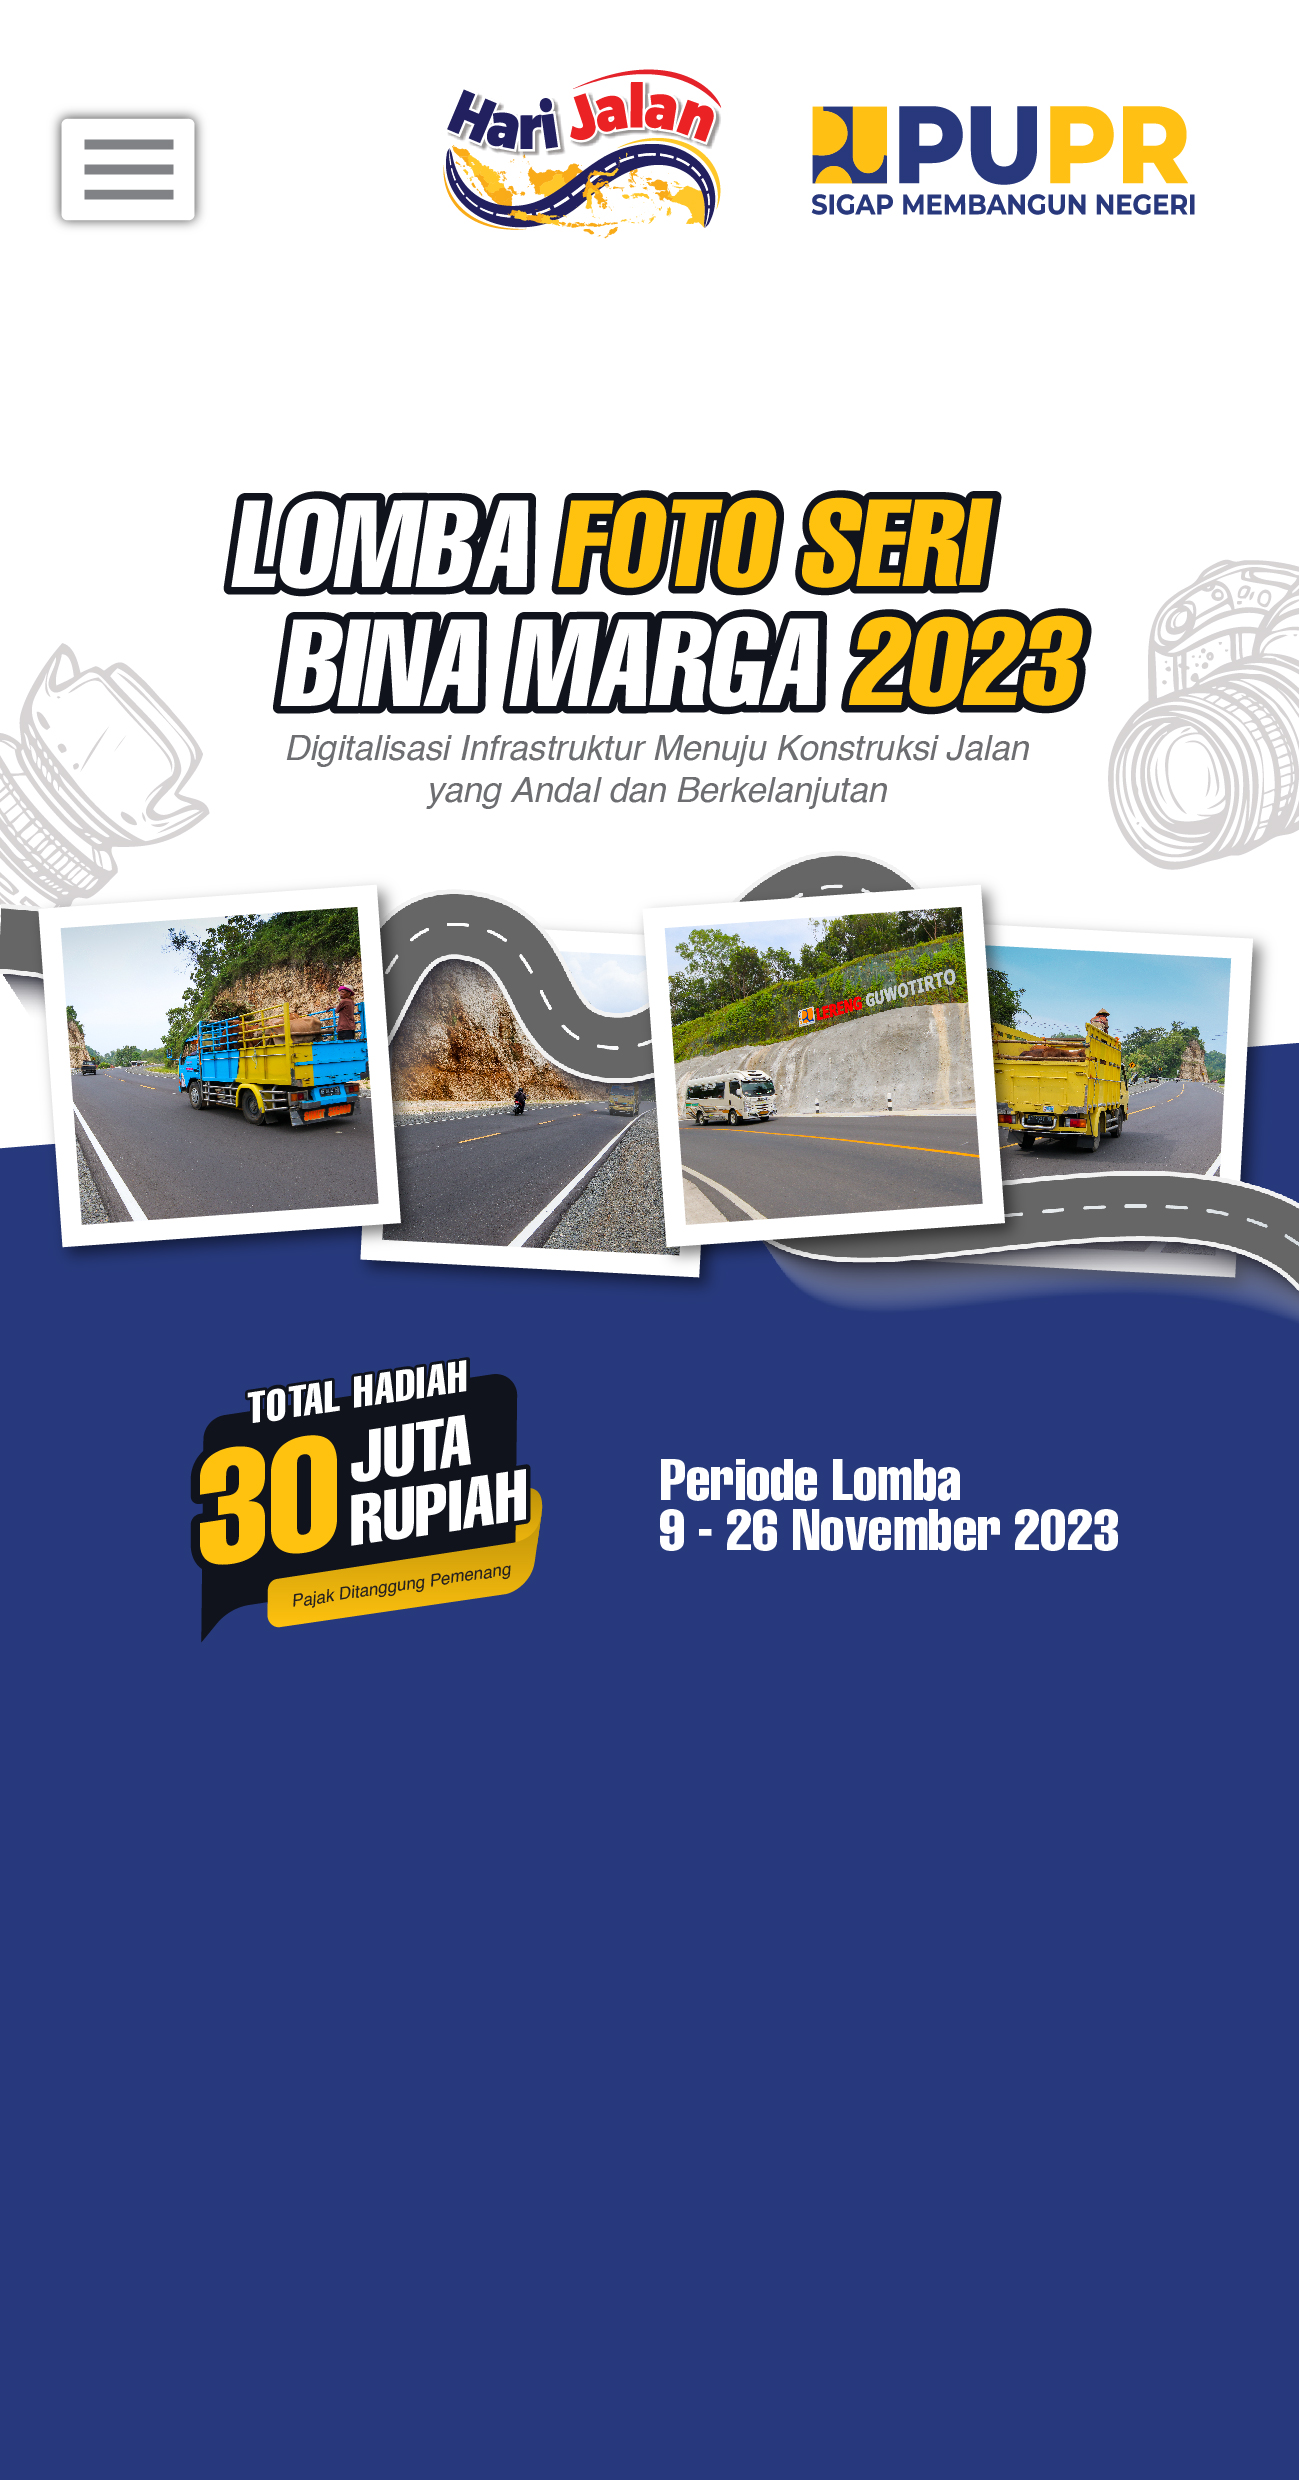 Hari Jalan
PUPR
SIGAP MEMBANGUN NEGERI
LOMBA FOTO SERI
BINA MARGA 2023
Digitalisasi Infrastruktur Menuju Konstruksi Jalan
yang Andal dan Berkelanjutan
LERENG GUWOTIRTO
TOTAL HADIAH
30 JUTA
RUPIAH
Pajak Ditanggung Pemenang
Periode Lomba
9 - 26 November 2023